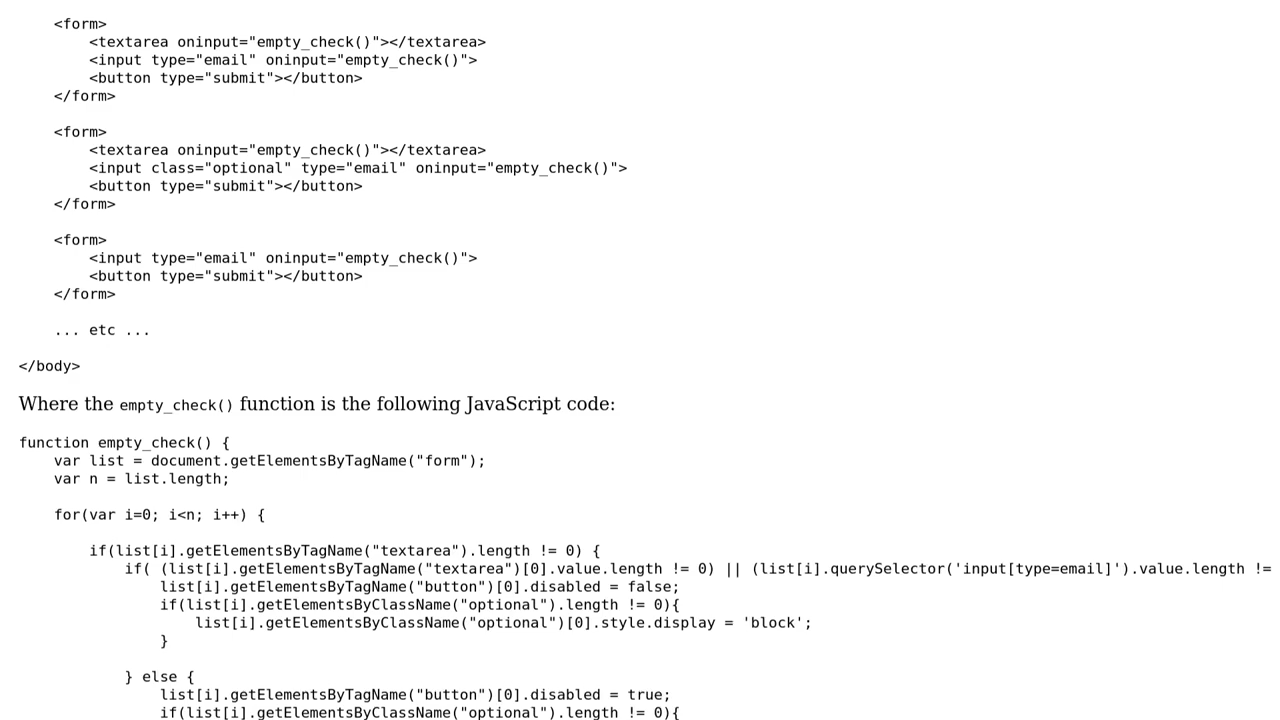 <form>
<textarea oninput="empty_check()"></textarea>
<input type="email" oninput="empty_check()">
<button type="submit"></button>
</form>
<form>
<textarea oninput="empty_check()"></textarea>
<input class="optional" type="email" oninput="empty_check()">
<button type="submit"></button>
</form>
<form>
<input type="email" oninput="empty_check()">
<button type="submit"></button>
</form>
... etc ...
</body>
Where the empty_check() function is the following JavaScript code:
function empty_check() {
var list = document.getElementsByTagName("form");
var n = list.length;
for(var i=0; i<n; i++) {
if(list[i].getElementsByTagName("textarea").length != 0) {
if( (list[i].getElementsByTagName("textarea")[0].value.length != 0) || (list[i].querySelector('input[type=email]').value.length !=
list[i].getElementsByTagName("button")[0].disabled = false;
if(list[i].getElementsByClassName("optional").length != 0){
list[i].getElementsByClassName("optional")[0].style.display = 'block';
}
} else {
list[i].getElementsByTagName("button")[0].disabled = true;
if(list[i].getElementsByClassName("optional").length != 0){